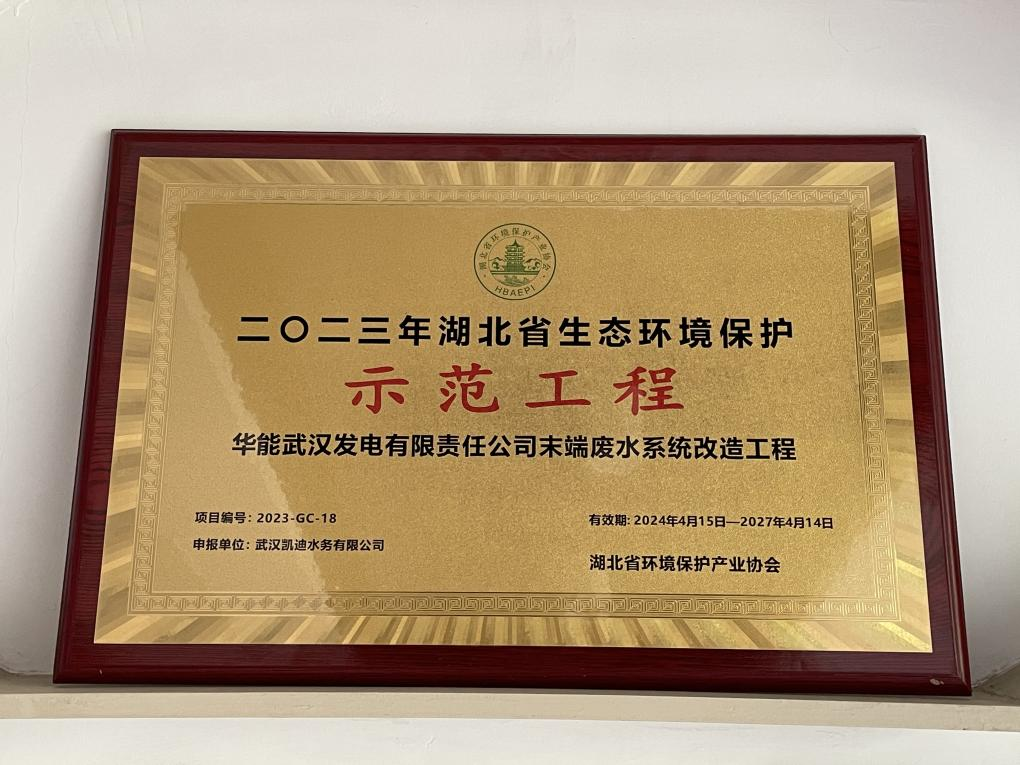 湖北省环境保护产业协会
HBAEPI
二〇二三年湖北省生态环境保护
示范工程
华能武汉发电有限责任公司末端废水系统改造工程
项目编号：2023-GC-18
申报单位：武汉凯迪水务有限公司
有效期：2024年4月15日—2027年4月14日
湖北省环境保护产业协会